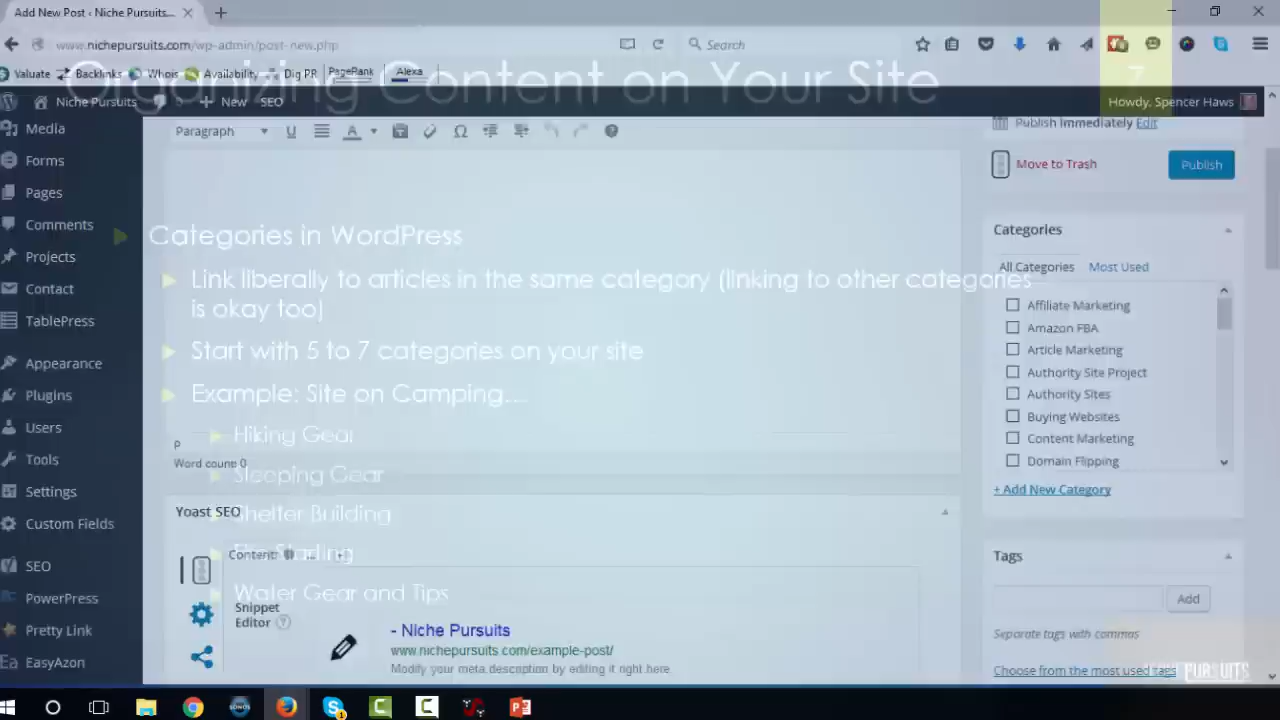 Add New Post ‹ Niche Pursuits...
www.nichepursuits.com/wp-admin/post-new.php
Search
Valuate
Backlinks
Whois
Availability
Dig PR
PageRank
Alexa
Organizing Content on Your Site
7
Niche Pursuits
New
SEO
Howdy, Spencer Haws
Media
Forms
Pages
Comments
Projects
Contact
TablePress
Appearance
Plugins
Users
Tools
Settings
Custom Fields
SEO
PowerPress
Pretty Link
EasyAzon
Paragraph
Categories in WordPress
Link liberally to articles in the same category (linking to other categories
is okay too)
Start with 5 to 7 categories on your site
Example: Site on Camping...
Hiking Gear
Sleeping Gear
Shelter Building
Fire Starting
Water Gear and Tips
P
Word count: 0
Yoast SEO
Content:
Snippet
Editor
- Niche Pursuits
www.nichepursuits.com/example-post/
Modify your meta description by editing it right here
Publish immediately Edit
Move to Trash
Publish
Categories
All Categories
Most Used
Affiliate Marketing
Amazon FBA
Article Marketing
Authority Site Project
Authority Sites
Buying Websites
Content Marketing
Domain Flipping
+ Add New Category
Tags
Add
Separate tags with commas
Choose from the most used tags
PURSUITS